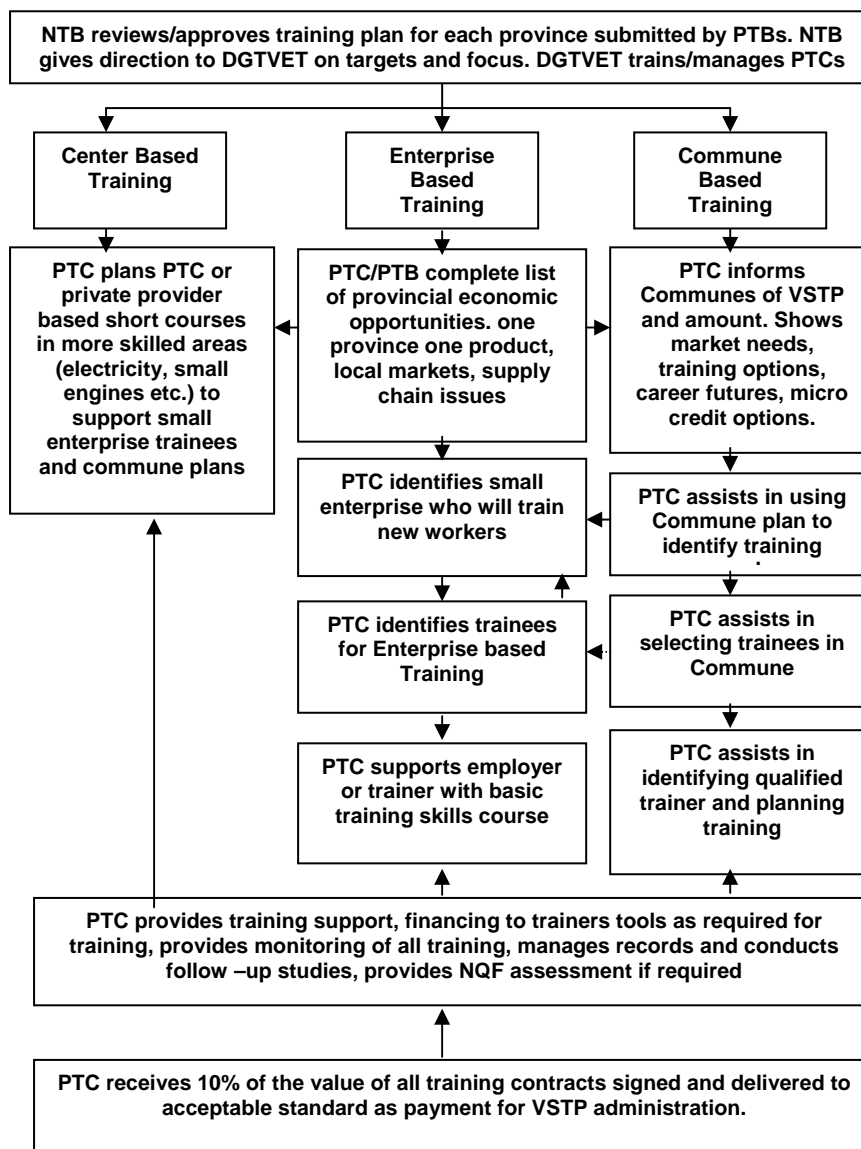 NTB reviews/approves training plan for each province submitted by PTBs. NTB
gives direction to DGTVET on targets and focus. DGTVET trains/manages PTCs
Center Based
Training
Enterprise
Based
Training
Commune
Based
Training
PTC plans PTC or
private provider
based short courses
in more skilled areas
(electricity, small
engines etc.) to
support small
enterprise trainees
and commune plans
PTC/PTB complete list
of provincial economic
opportunities. one
province one product,
local markets, supply
chain issues
PTC informs
Communes of VSTP
and amount. Shows
market needs,
training options,
career futures, micro
credit options.
PTC identifies small
enterprise who will train
new workers
PTC assists in using
Commune plan to
identify training
PTC identifies trainees
for Enterprise based
Training
PTC assists in
selecting trainees in
Commune
PTC supports employer
or trainer with basic
training skills course
PTC assists in
identifying qualified
trainer and planning
training
PTC provides training support, financing to trainers tools as required for
training, provides monitoring of all training, manages records and conducts
follow –up studies, provides NQF assessment if required
PTC receives 10% of the value of all training contracts signed and delivered to
acceptable standard as payment for VSTP administration.